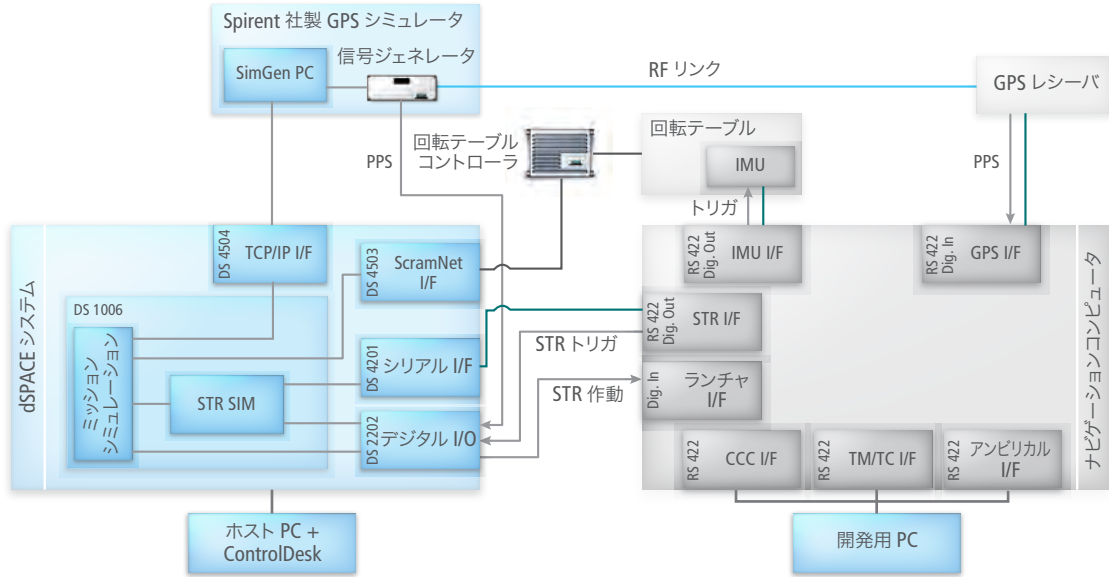 Spirent 社製 GPS シミュレータ
SimGen PC
信号ジェネレータ
RF リンク
GPS レシーバ
PPS
回転テーブル
コントローラ
回転テーブル
IMU
トリガ
PPS
dSPACE システム
DS 4504
TCP/IP I/F
DS 4503
ScramNet
I/F
DS 1006
ミッション
シミュレーション
STR SIM
DS 4201
シリアル I/F
DS 2202
デジタル I/O
STR トリガ
STR 作動
ナビゲーションコンピュータ
RS 422
Dig. Out
IMU I/F
RS 422
Dig. In
GPS I/F
RS 422
Dig. Out
STR I/F
Dig. In
ランチャ
I/F
RS 422
CCC I/F
RS 422
TM/TC I/F
RS 422
アンビリカル
I/F
ホスト PC +
ControlDesk
開発用 PC